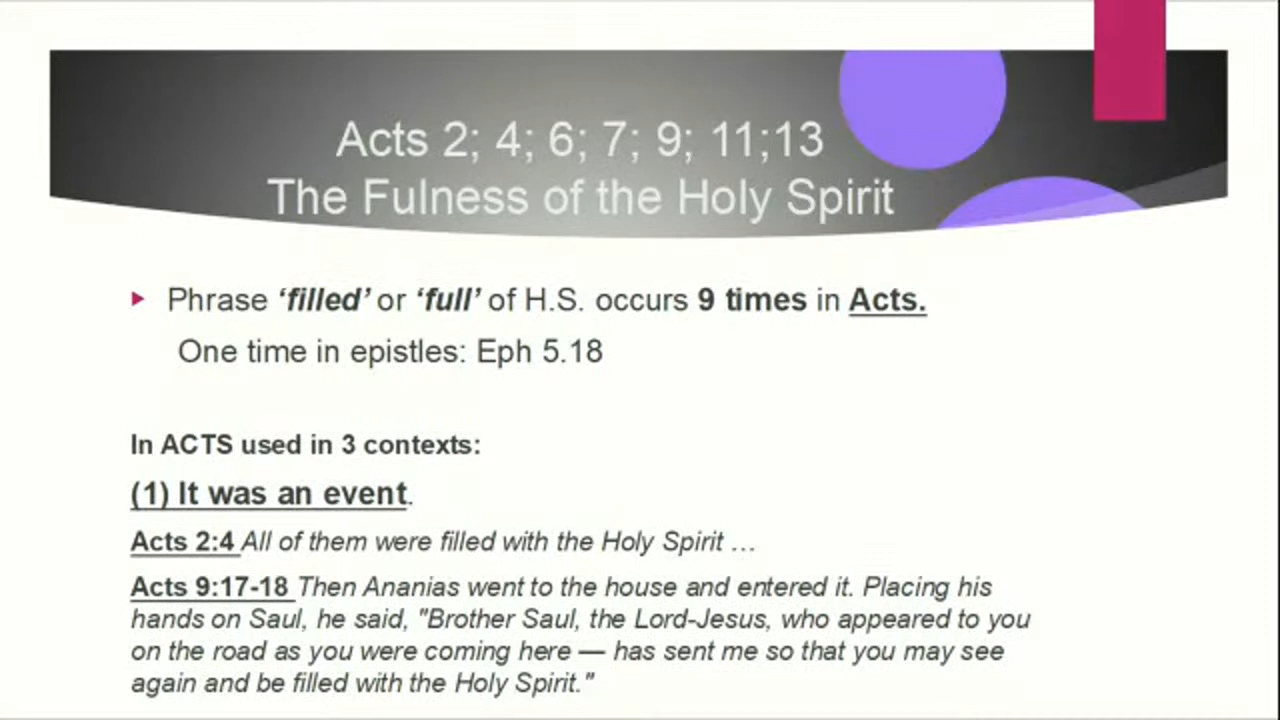 Acts 2; 4; 6; 7; 9; 11;13
The Fulness of the Holy Spirit
Phrase ‘filled’ or ‘full’ of H.S. occurs 9 times in Acts.
One time in epistles: Eph 5.18
In ACTS used in 3 contexts:
(1) It was an event.
Acts 2:4 All of them were filled with the Holy Spirit …
Acts 9:17-18 Then Ananias went to the house and entered it. Placing his
hands on Saul, he said, "Brother Saul, the Lord-Jesus, who appeared to you
on the road as you were coming here — has sent me so that you may see
again and be filled with the Holy Spirit."